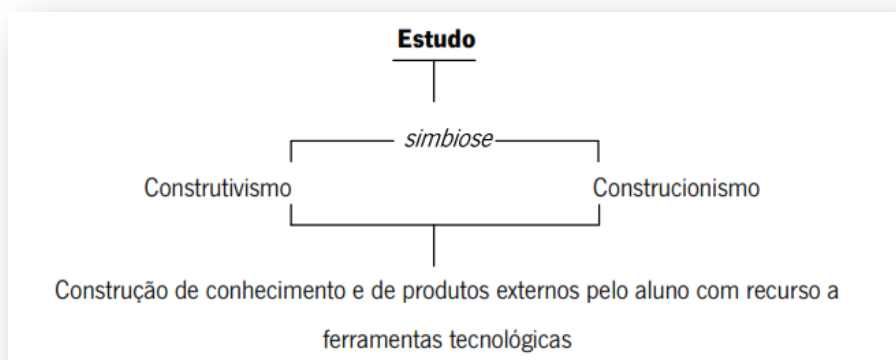 Estudo
simbiose
Construtivismo
Construcionismo
Construção de conhecimento e de produtos externos pelo aluno com recurso a
ferramentas tecnológicas